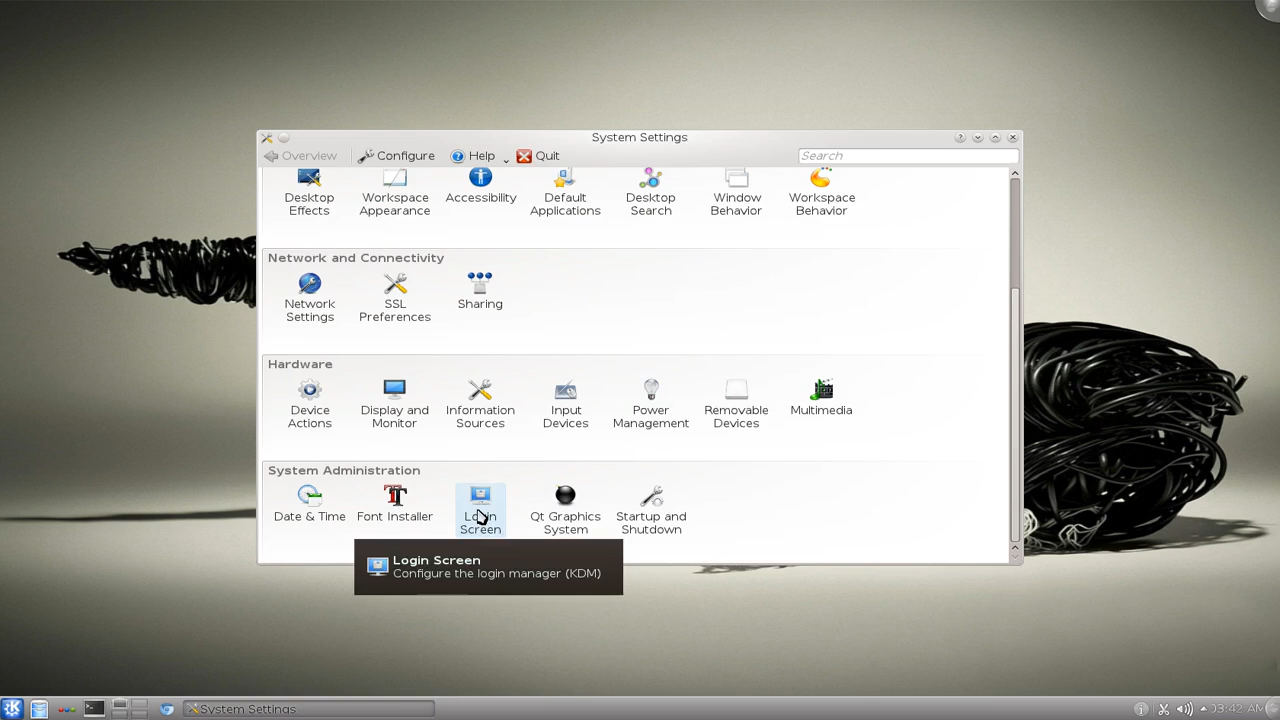 System Settings
Overview Configure Help Quit Search
Desktop Effects
Workspace Appearance
Accessibility
Default Applications
Desktop Search
Window Behavior
Workspace Behavior
Network and Connectivity
Network Settings
SSL Preferences
Sharing
Hardware
Device Actions
Display and Monitor
Information Sources
Input Devices
Power Management
Removable Devices
Multimedia
System Administration
Date & Time
Font Installer
Login Screen
Qt Graphics System
Startup and Shutdown
Login Screen
Configure the login manager (KDM)
System Settings
03:42 AM